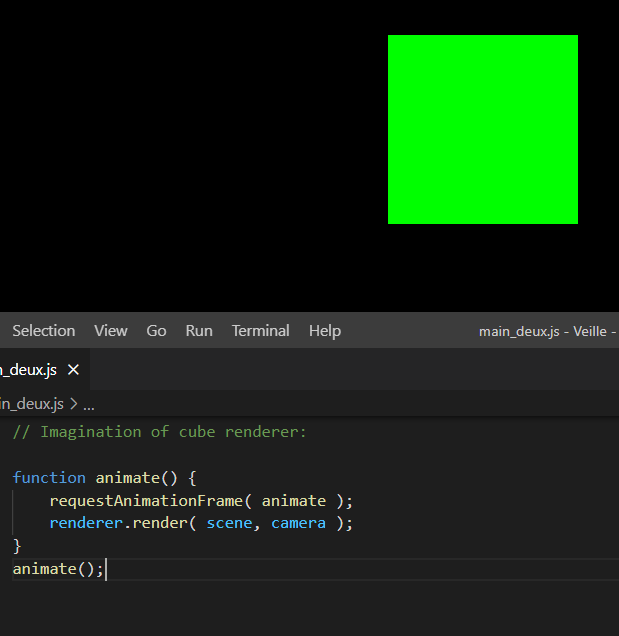 Selection View Go Run Terminal Help main_deux.js - Veille -
n_deux.js ×
in_deux.js > ...
// Imagination of cube renderer:
function animate() {
requestAnimationFrame( animate );
renderer.render( scene, camera );
}
animate();